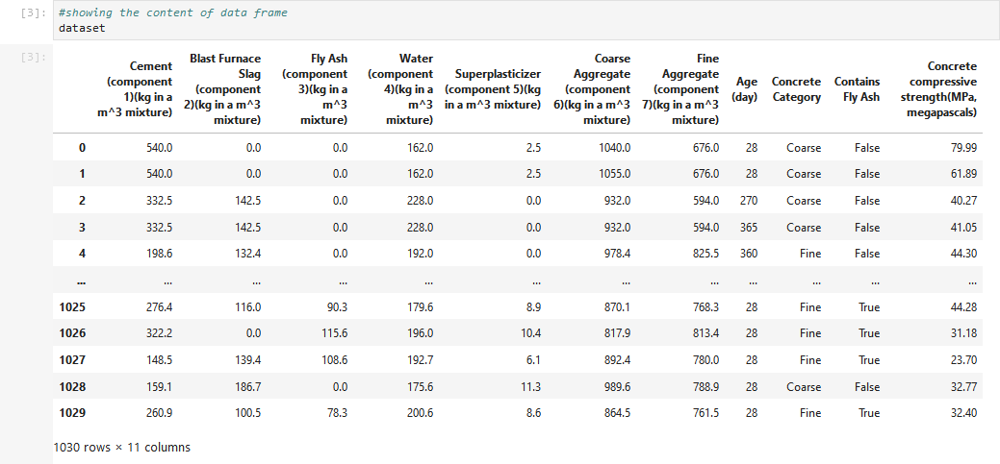 [3]: #showing the content of data frame
dataset
[3]:
Cement (component 1)(kg in a m^3 mixture) Blast Furnace Slag (component 2)(kg in a m^3 mixture) Fly Ash (component 3)(kg in a m^3 mixture) Water (component 4)(kg in a m^3 mixture) Superplasticizer (component 5)(kg in a m^3 mixture) Coarse Aggregate (component 6)(kg in a m^3 mixture) Fine Aggregate (component 7)(kg in a m^3 mixture) Age (day) Concrete Category Contains Fly Ash Concrete compressive strength(MPa, megapascals)
0 540.0 0.0 0.0 162.0 2.5 1040.0 676.0 28 Coarse False 79.99
1 540.0 0.0 0.0 162.0 2.5 1055.0 676.0 28 Coarse False 61.89
2 332.5 142.5 0.0 228.0 0.0 932.0 594.0 270 Coarse False 40.27
3 332.5 142.5 0.0 228.0 0.0 932.0 594.0 365 Coarse False 41.05
4 198.6 132.4 0.0 192.0 0.0 978.4 825.5 360 Fine False 44.30
... ... ... ... ... ... ... ... ... ... ... ...
1025 276.4 116.0 90.3 179.6 8.9 870.1 768.3 28 Fine True 44.28
1026 322.2 0.0 115.6 196.0 10.4 817.9 813.4 28 Fine True 31.18
1027 148.5 139.4 108.6 192.7 6.1 892.4 780.0 28 Fine True 23.70
1028 159.1 186.7 0.0 175.6 11.3 989.6 788.9 28 Coarse False 32.77
1029 260.9 100.5 78.3 200.6 8.6 864.5 761.5 28 Fine True 32.40
1030 rows × 11 columns